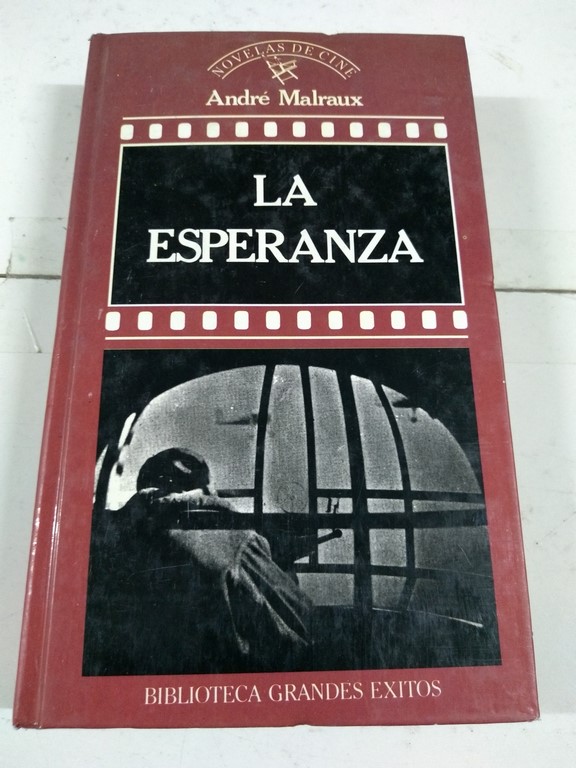 NOVELAS DE CINE
André Malraux
LA
ESPERANZA
BIBLIOTECA GRANDES EXITOS